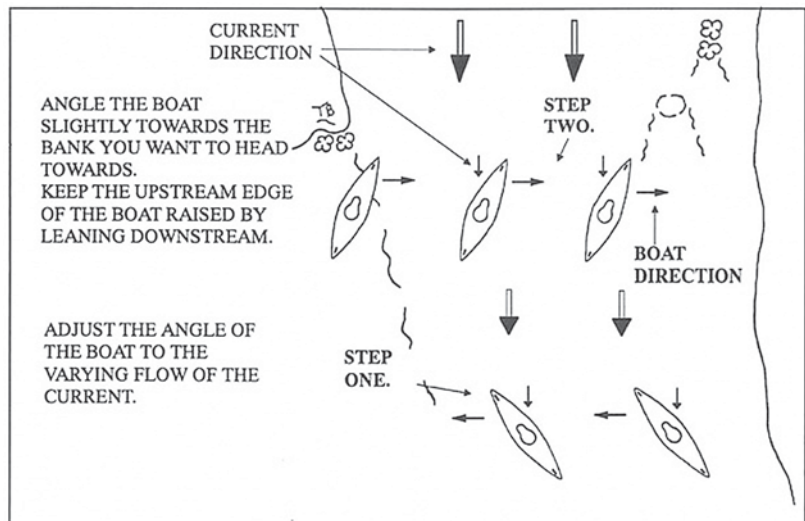 CURRENT
DIRECTION
ANGLE THE BOAT
SLIGHTLY TOWARDS THE
BANK YOU WANT TO HEAD
TOWARDS.
KEEP THE UPSTREAM EDGE
OF THE BOAT RAISED BY
LEANING DOWNSTREAM.
STEP
TWO.
BOAT
DIRECTION
ADJUST THE ANGLE OF
THE BOAT TO THE
VARYING FLOW OF THE
CURRENT.
STEP
ONE.